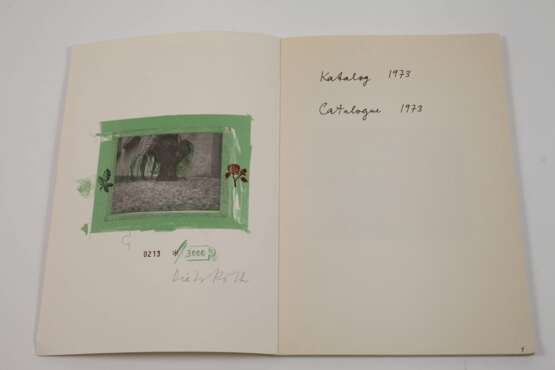 0213 * 3000
Dieter Roth
Katalog 1973
Catalogue 1973